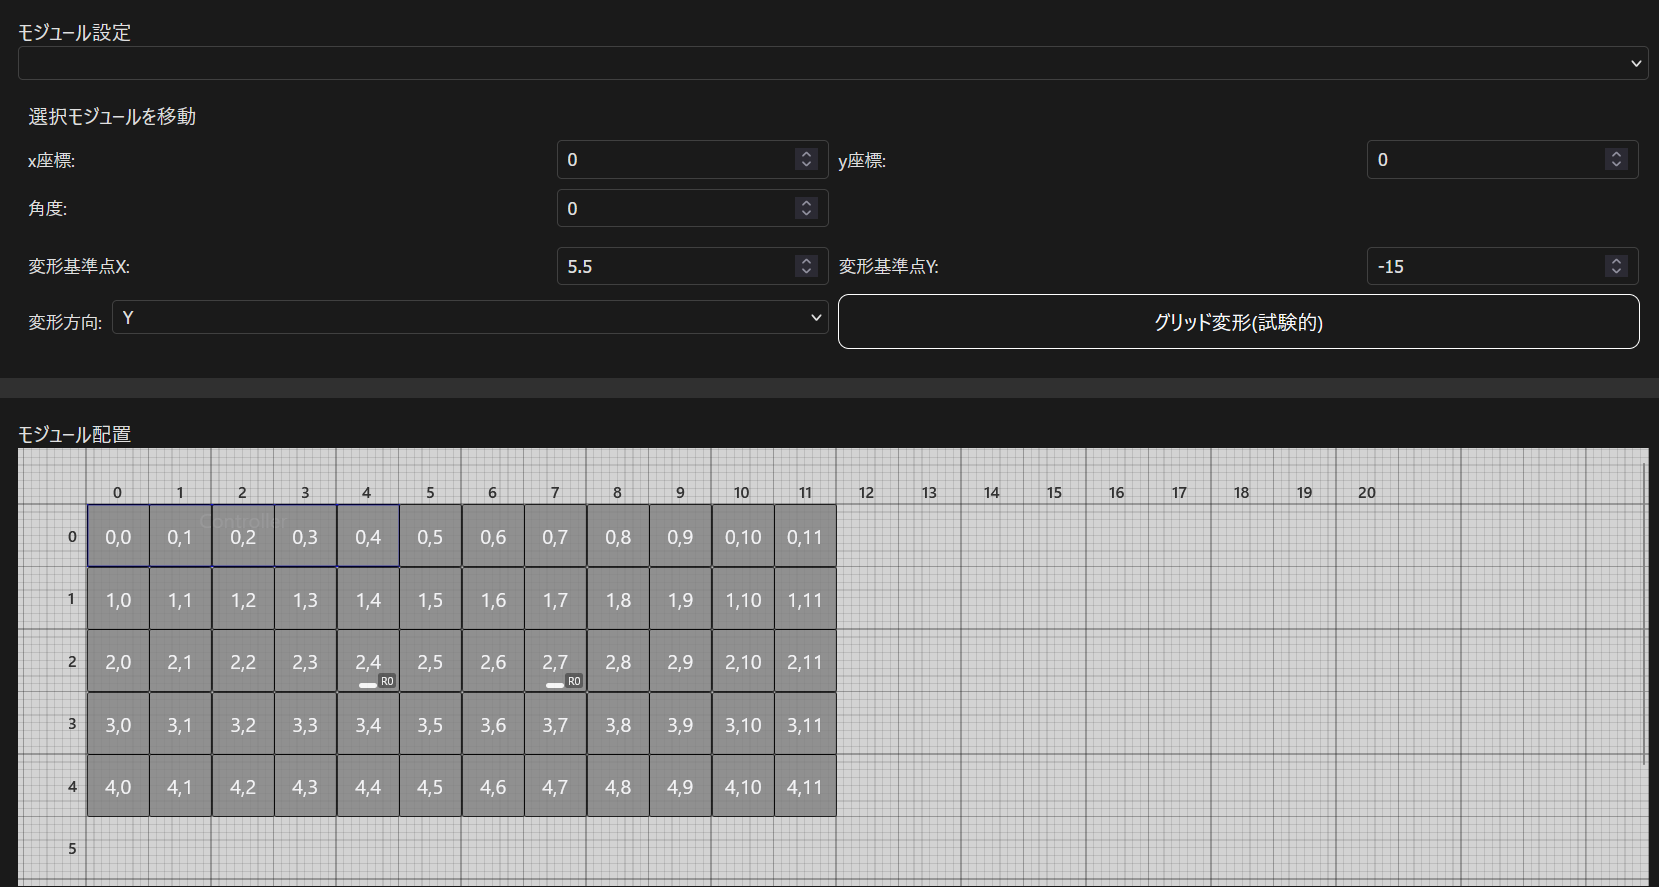 モジュール設定
選択モジュールを移動
x座標: 0 y座標: 0
角度: 0
変形基準点X: 5.5 変形基準点Y: -15
変形方向: Y グリッド変形(試験的)
モジュール配置
0 1 2 3 4 5 6 7 8 9 10 11 12 13 14 15 16 17 18 19 20
Controller
0 0,0 0,1 0,2 0,3 0,4 0,5 0,6 0,7 0,8 0,9 0,10 0,11
1 1,0 1,1 1,2 1,3 1,4 1,5 1,6 1,7 1,8 1,9 1,10 1,11
2 2,0 2,1 2,2 2,3 2,4 2,5 2,6 2,7 2,8 2,9 2,10 2,11
R0 R0
3 3,0 3,1 3,2 3,3 3,4 3,5 3,6 3,7 3,8 3,9 3,10 3,11
4 4,0 4,1 4,2 4,3 4,4 4,5 4,6 4,7 4,8 4,9 4,10 4,11
5